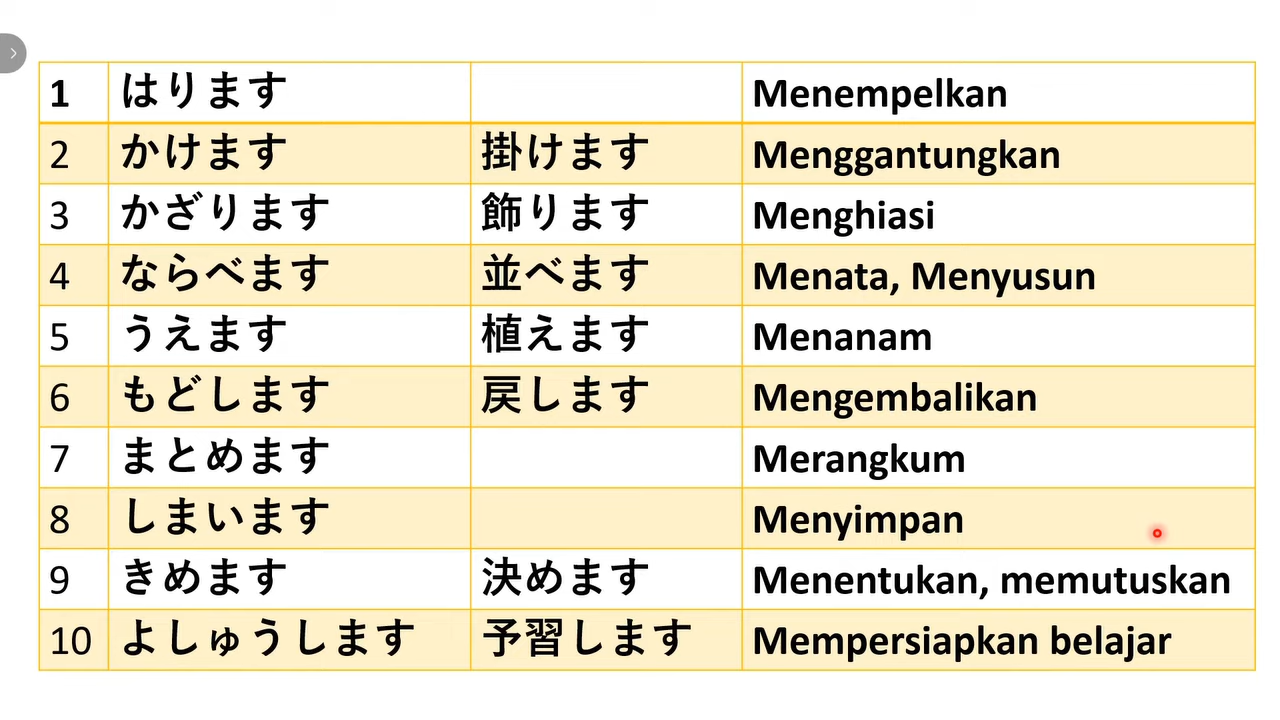 1 はります Menempelkan
2 かけます 掛けます Menggantungkan
3 かざります 飾ります Menghiasi
4 ならべます 並べます Menata, Menyusun
5 うえます 植えます Menanam
6 もどします 戻します Mengembalikan
7 まとめます Merangkum
8 しまいます Menyimpan
9 きめます 決めます Menentukan, memutuskan
10 よしゅうします 予習します Mempersiapkan belajar